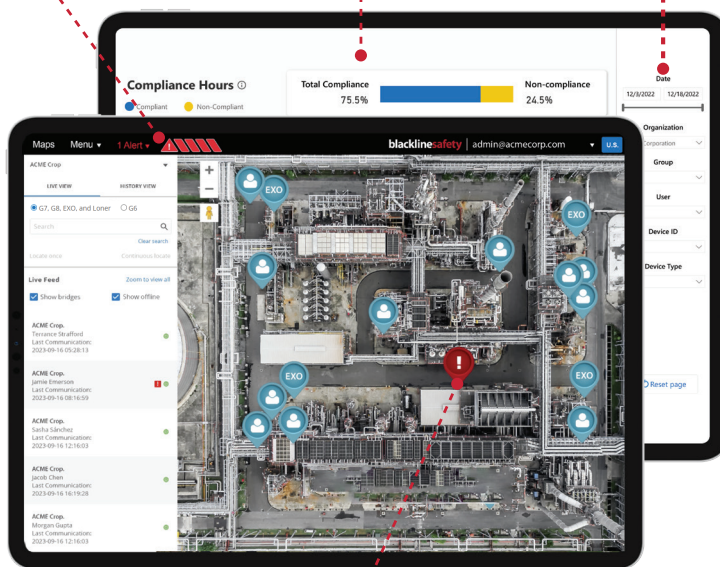 Compliance Hours
Compliant
Non-Compliant
Total Compliance
75.5%
Non-compliance
24.5%
Date
12/3/2022
12/18/2022
Organization
Corporation
Group
User
Device ID
Device Type
Reset page
Maps
Menu
1 Alert
blacklinesafety
admin@acmecorp.com
U.S.
ACME Crop
LIVE VIEW
HISTORY VIEW
G7, G8, EXO, and Loner
G6
Search
Clear search
Locate once
Continuous locate
Live Feed
Zoom to view all
Show bridges
Show offline
ACME Crop.
Terrance Strafford
Last Communication:
2023-09-16 05:28:13
ACME Crop.
Jamie Emerson
Last Communication:
2023-09-16 08:16:59
ACME Crop.
Sasha Sánchez
Last Communication:
2023-09-16 12:16:03
ACME Crop.
Jacob Chen
Last Communication:
2023-09-16 16:19:28
ACME Crop.
Morgan Gupta
Last Communication:
2023-09-16 12:16:03
EXO
EXO
EXO
EXO